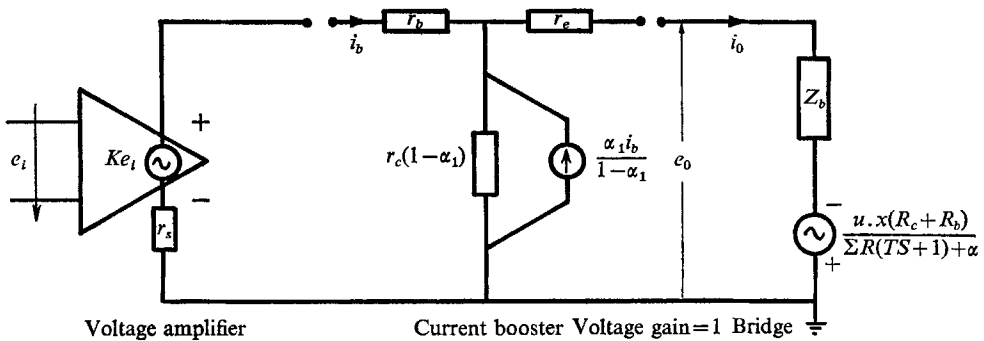 r_b
r_e
i_b
i_0
Z_b
e_i
Ke_i
+
−
r_s
r_c(1−α_1)
α_1 i_b
1−α_1
e_0
−
u.x(R_c+R_b)
ΣR(TS+1)+α
+
Voltage amplifier
Current booster Voltage gain=1 Bridge